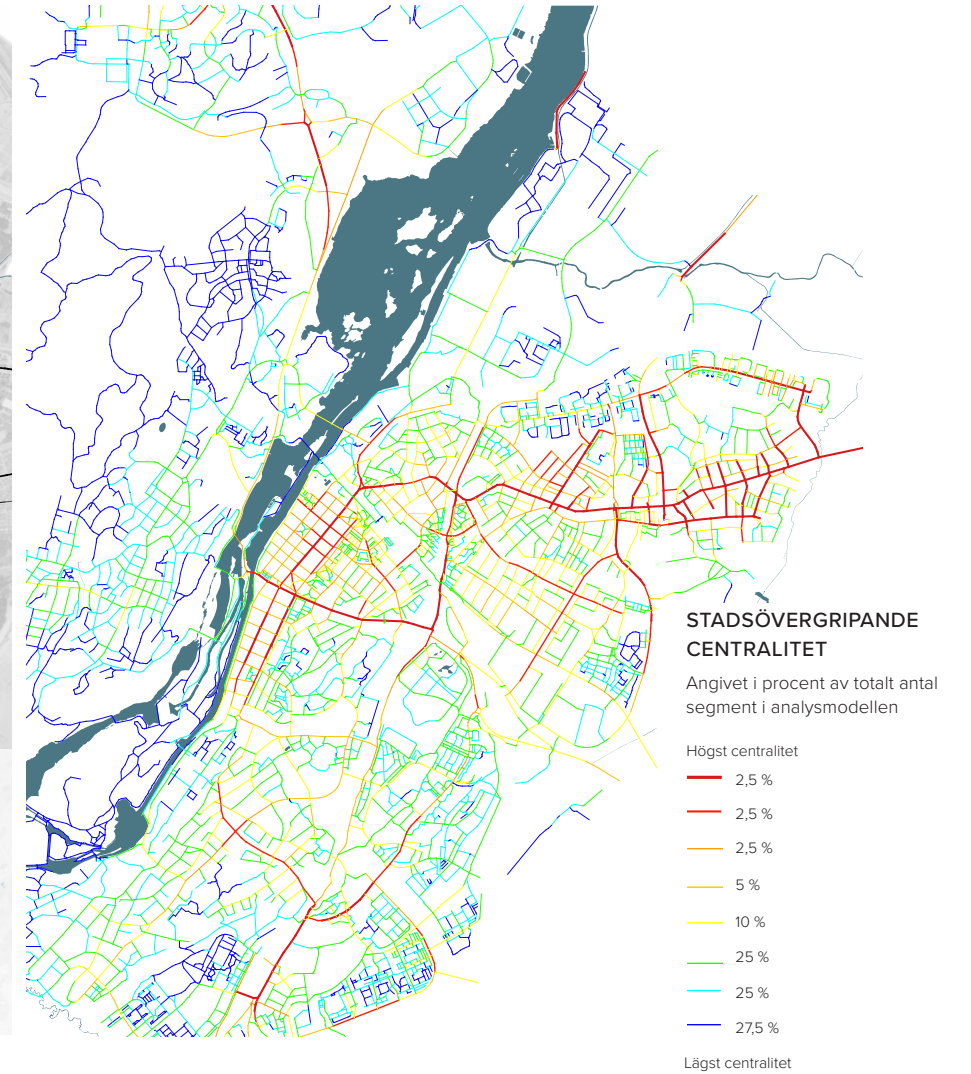 STADSÖVERGRIPANDE
CENTRALITET
Angivet i procent av totalt antal
segment i analysmodellen
Högst centralitet
2,5 %
2,5 %
2,5 %
5 %
10 %
25 %
25 %
27,5 %
Lägst centralitet